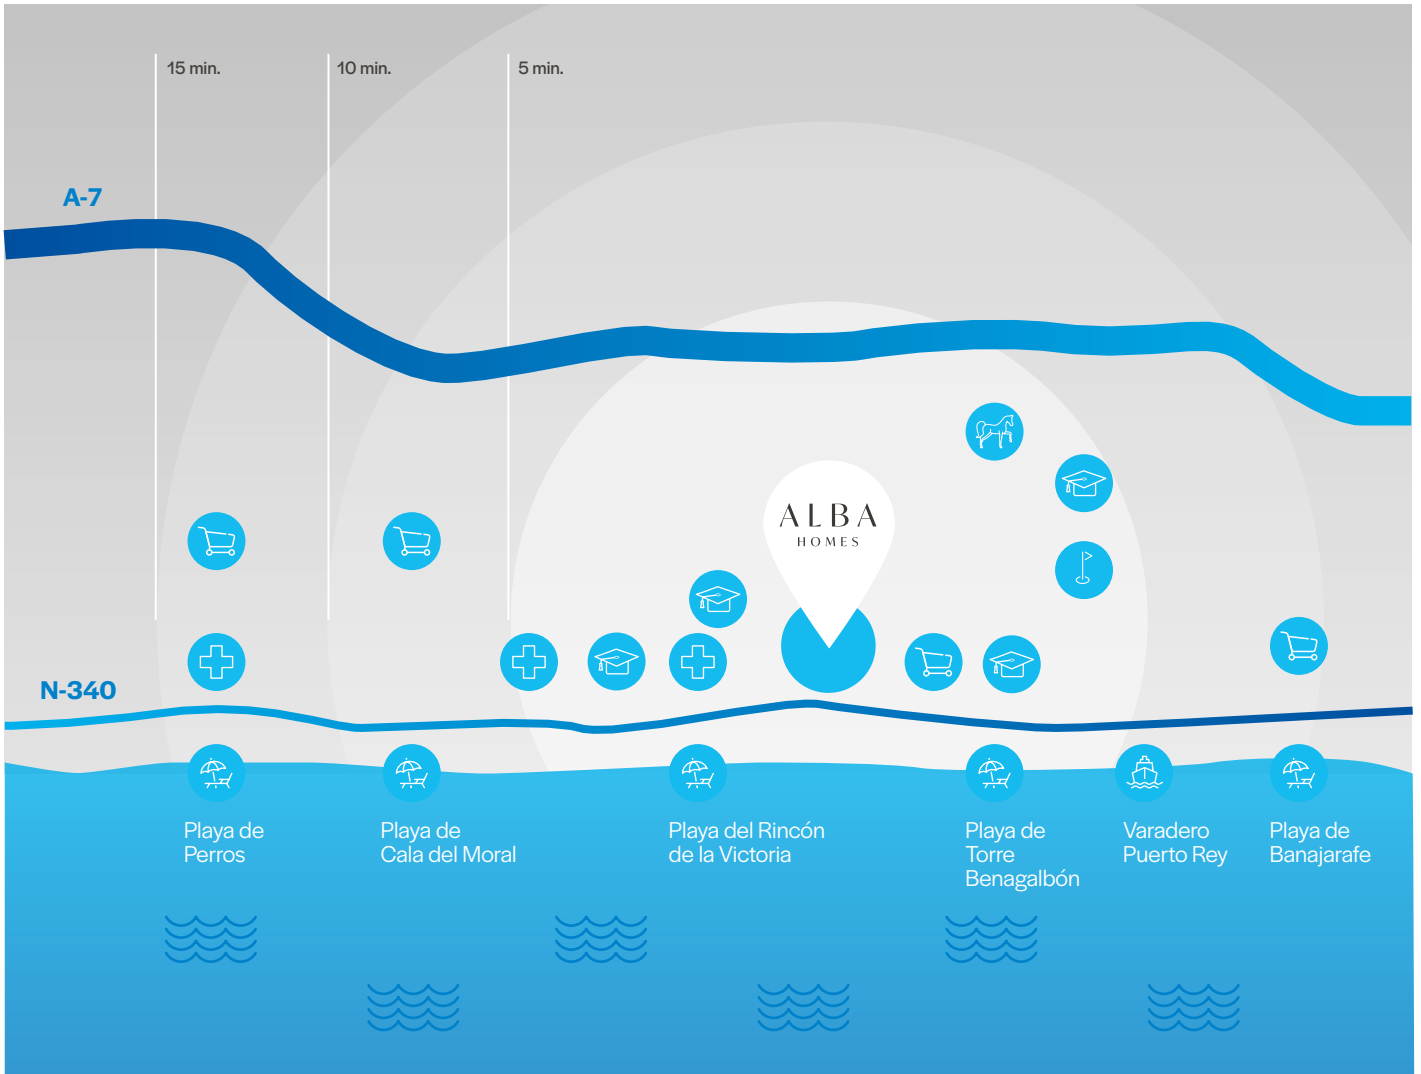 15 min.
10 min.
5 min.
A-7
ALBA
HOMES
N-340
Playa de
Perros
Playa de
Cala del Moral
Playa del Rincón
de la Victoria
Playa de
Torre
Benagalbón
Varadero
Puerto Rey
Playa de
Banajarafe